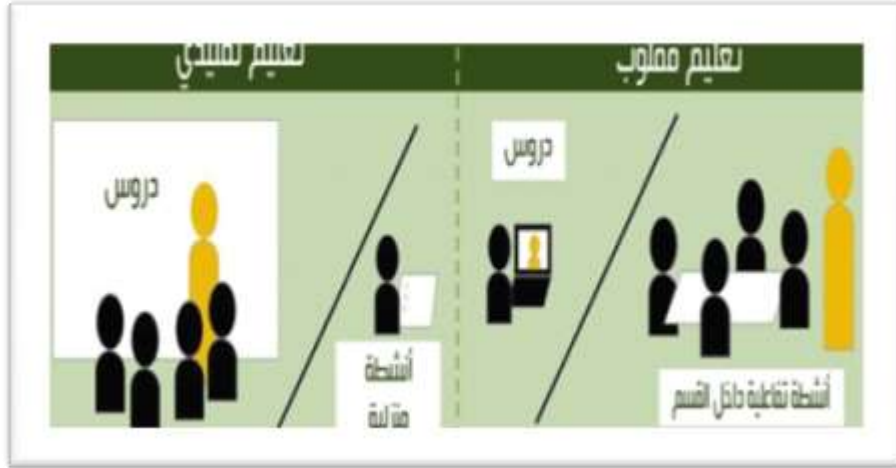 تعليم مقلوب
تعليم تقليدي
دروس
أنشطة تفاعلية داخل القسم
دروس
أنشطة
منزلية